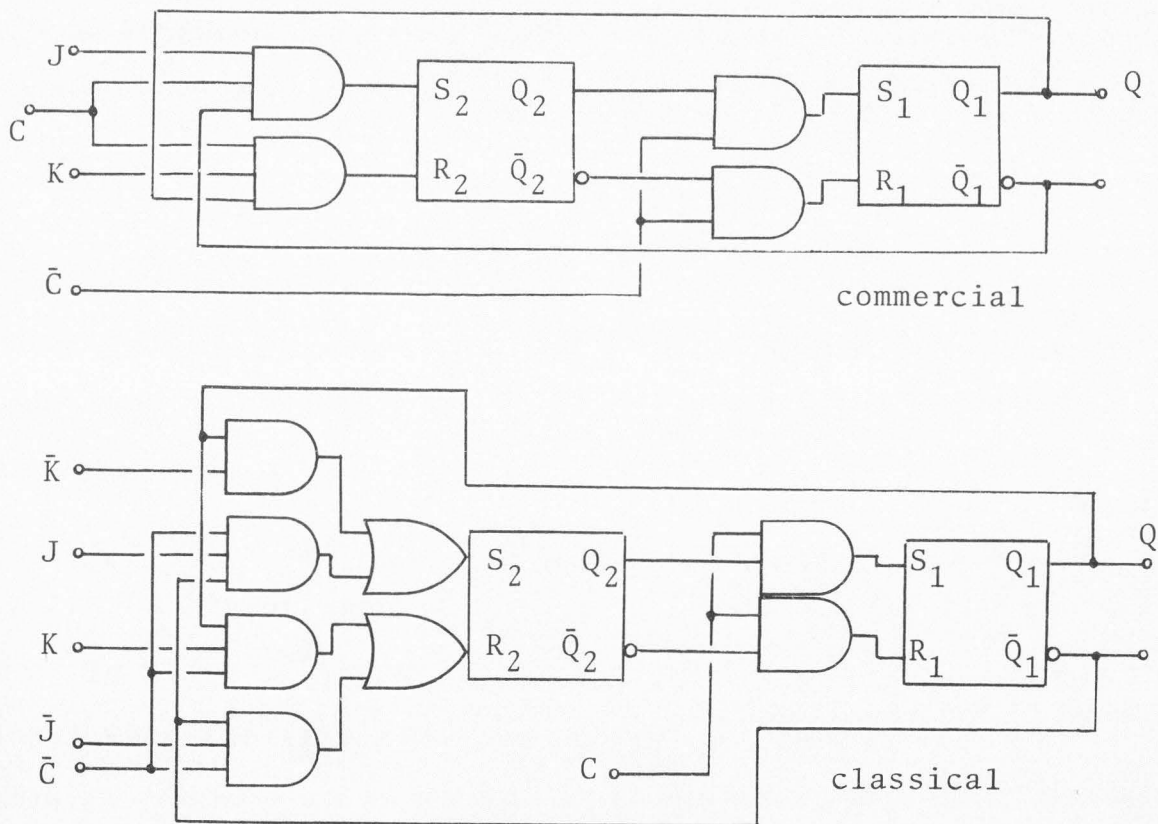 J
C
K
C̄
S₂ Q₂
R₂ Q̄₂
S₁ Q₁
R₁ Q̄₁
Q
commercial
K̄
J
K
J̄
C̄
S₂ Q₂
R₂ Q̄₂
C
S₁ Q₁
R₁ Q̄₁
Q
classical